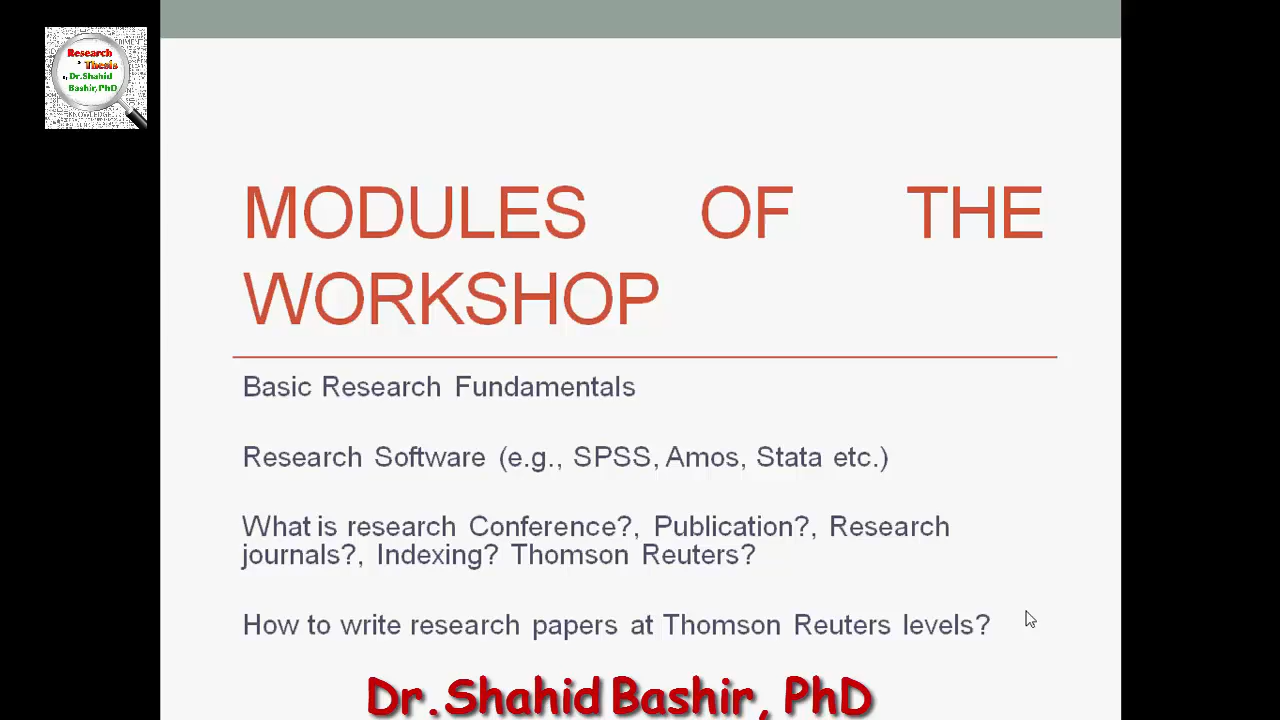 Research
Thesis
Dr.Shahid
Bashir, PhD
KNOWLEDGE
MODULES OF THE
WORKSHOP
Basic Research Fundamentals
Research Software (e.g., SPSS, Amos, Stata etc.)
What is research Conference?, Publication?, Research
journals?, Indexing? Thomson Reuters?
How to write research papers at Thomson Reuters levels?
Dr.Shahid Bashir, PhD